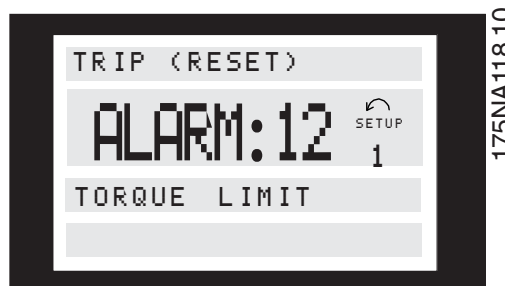 TRIP (RESET)
ALARM:12
SETUP
1
TORQUE LIMIT
175NA118.10